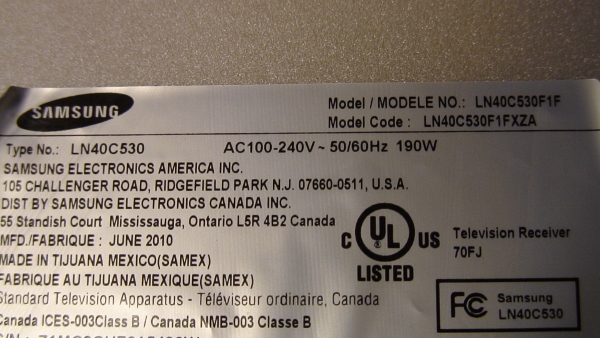 SAMSUNG
Model / MODELE NO.: LN40C530F1F
Model Code : LN40C530F1FXZA
Type No.: LN40C530 AC100-240V~ 50/60Hz 190W
SAMSUNG ELECTRONICS AMERICA INC.
105 CHALLENGER ROAD, RIDGEFIELD PARK N.J. 07660-0511, U.S.A.
DIST BY SAMSUNG ELECTRONICS CANADA INC.
55 Standish Court Mississauga, Ontario L5R 4B2 Canada
MFD./FABRIQUE : JUNE 2010
MADE IN TIJUANA MEXICO(SAMEX)
FABRIQUE AU TIJUANA MEXIQUE(SAMEX)
Standard Television Apparatus - Téléviseur ordinaire, Canada
Canada ICES-003Class B / Canada NMB-003 Classe B
C UL US
LISTED
Television Receiver
70FJ
FC Samsung
LN40C530